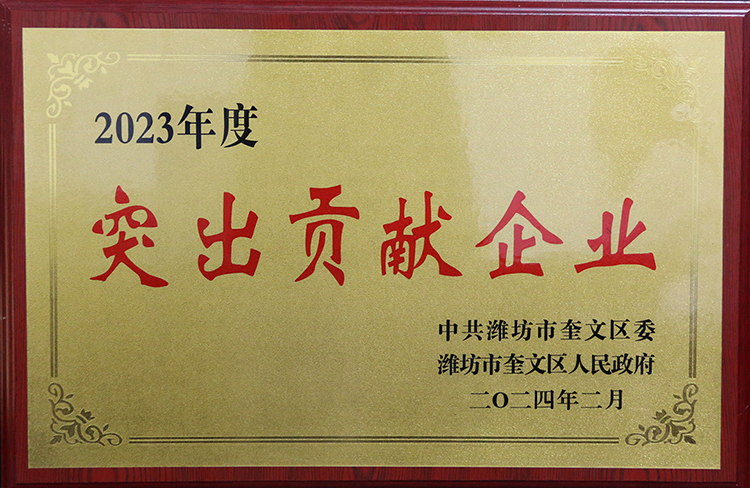 2023年度
突出贡献企业
中共潍坊市奎文区委
潍坊市奎文区人民政府
二O二四年二月